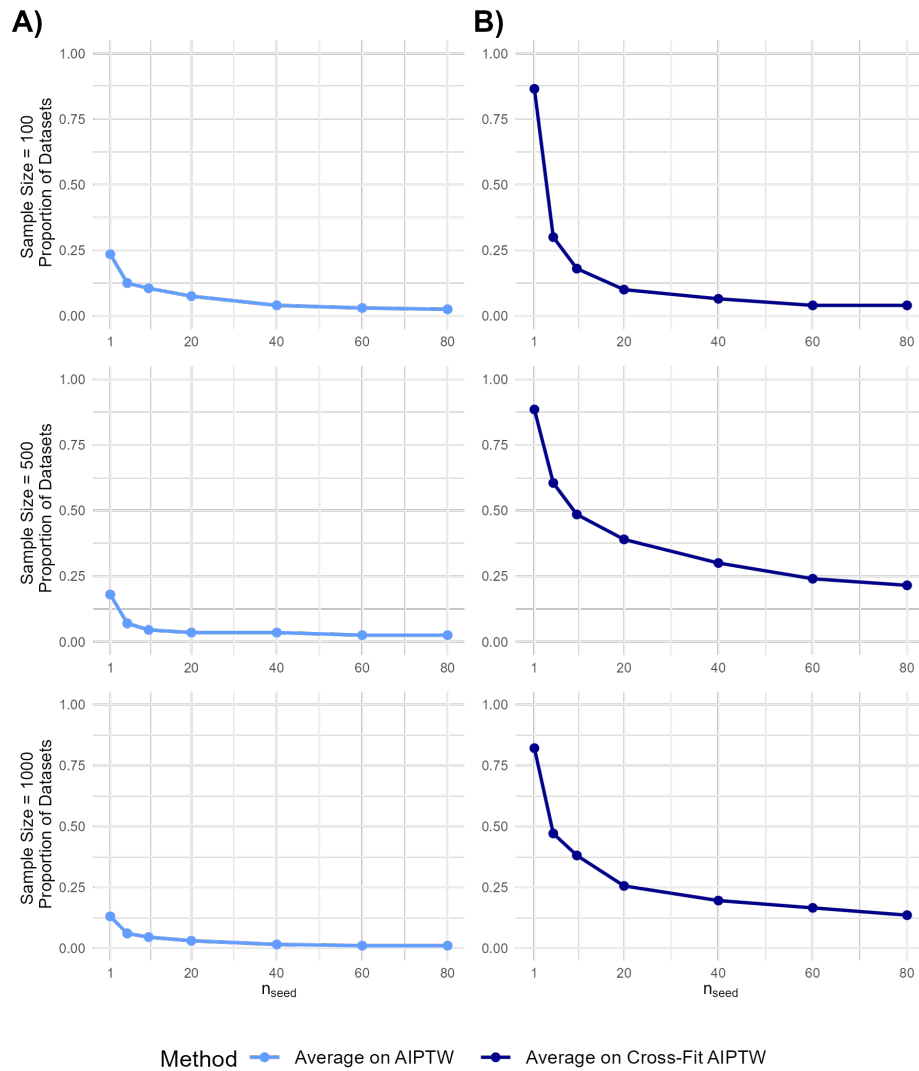 A)
B)
Sample Size = 100
Proportion of Datasets
1.00
0.75
0.50
0.25
0.00
1 20 40 60 80
1.00
0.75
0.50
0.25
0.00
1 20 40 60 80
Sample Size = 500
Proportion of Datasets
1.00
0.75
0.50
0.25
0.00
1 20 40 60 80
1.00
0.75
0.50
0.25
0.00
1 20 40 60 80
Sample Size = 1000
Proportion of Datasets
1.00
0.75
0.50
0.25
0.00
1 20 40 60 80
n_seed
1.00
0.75
0.50
0.25
0.00
1 20 40 60 80
n_seed
Method Average on AIPTW Average on Cross-Fit AIPTW